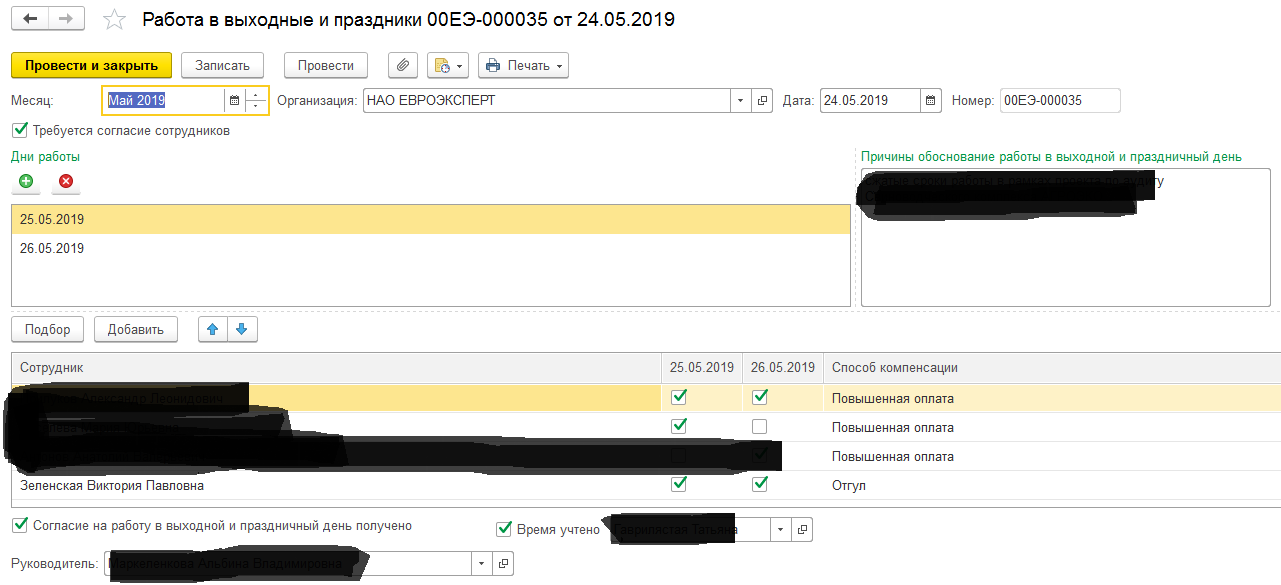 Работа в выходные и праздники 00ЕЭ-000035 от 24.05.2019
Провести и закрыть Записать Провести Печать
Месяц: Май 2019 Организация: НАО ЕВРОЭКСПЕРТ Дата: 24.05.2019 Номер: 00ЕЭ-000035
Требуется согласие сотрудников
Дни работы Причины обоснование работы в выходной и праздничный день
25.05.2019
26.05.2019
Подбор Добавить
Сотрудник 25.05.2019 26.05.2019 Способ компенсации
Повышенная оплата
Повышенная оплата
Повышенная оплата
Зеленская Виктория Павловна Отгул
Согласие на работу в выходной и праздничный день получено Время учтено
Руководитель: